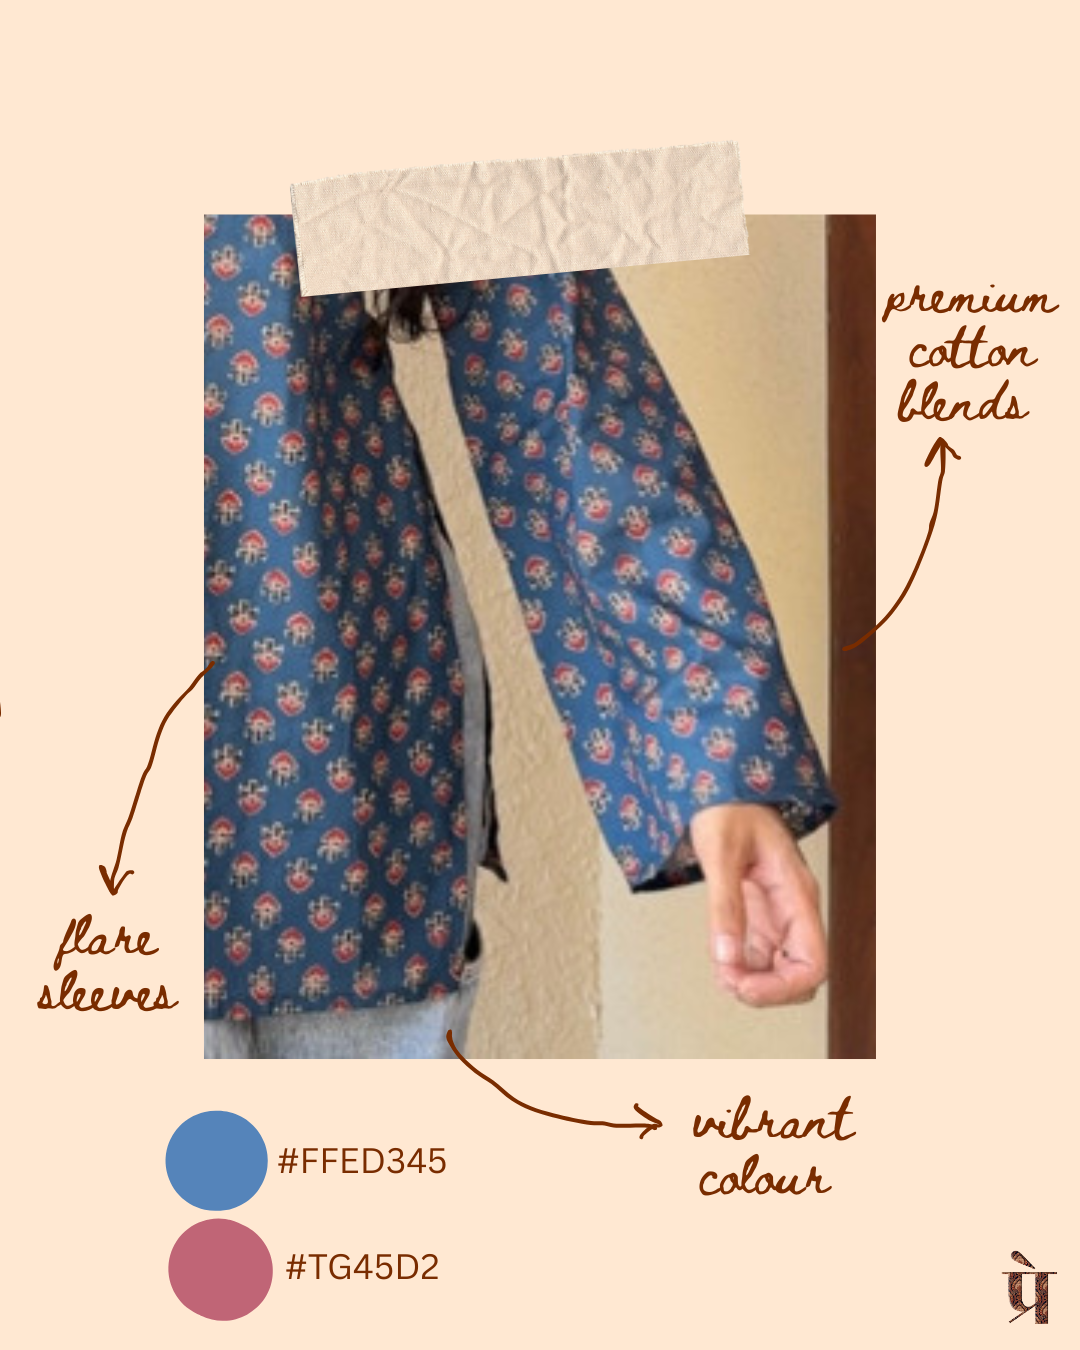 premium
cotton
blends
flare
sleeves
vibrant
colour
#FFED345
#TG45D2
प्रे